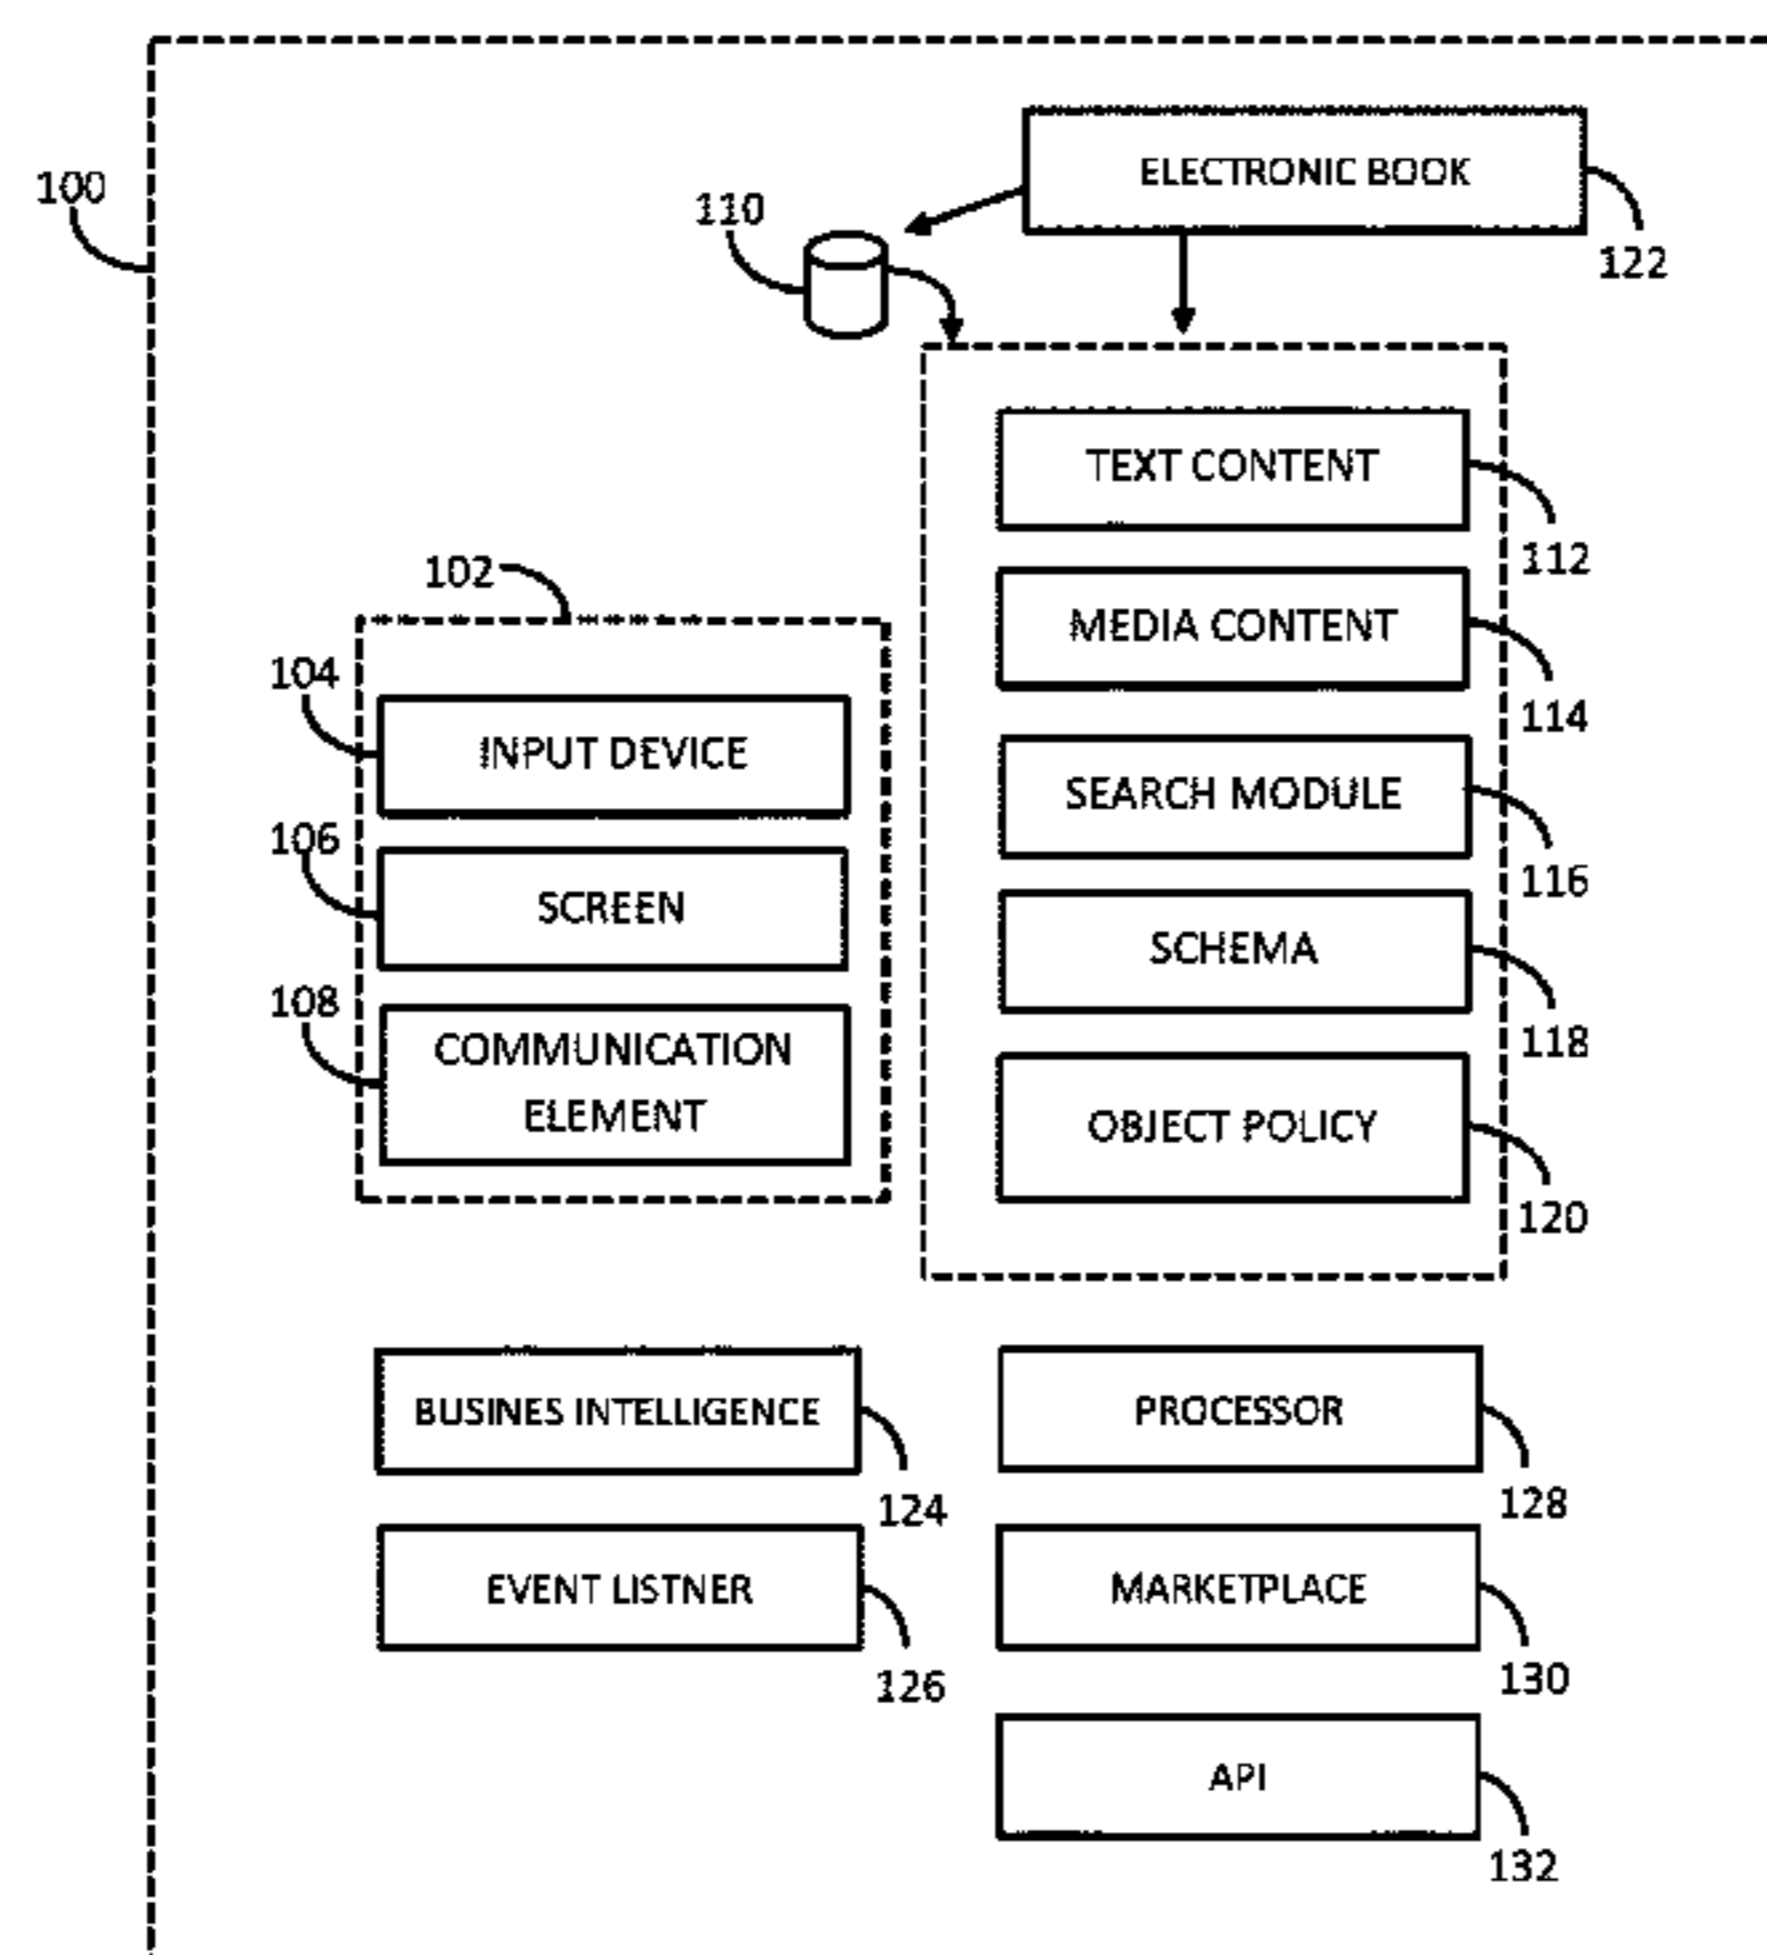 ELECTRONIC BOOK
100
110
122
TEXT CONTENT
112
102
MEDIA CONTENT
104
114
INPUT DEVICE
SEARCH MODULE
106
116
SCREEN
SCHEMA
108
118
COMMUNICATION
ELEMENT
OBJECT POLICY
120
BUSINES INTELLIGENCE
PROCESSOR
124
128
EVENT LISTNER
MARKETPLACE
126
130
API
132